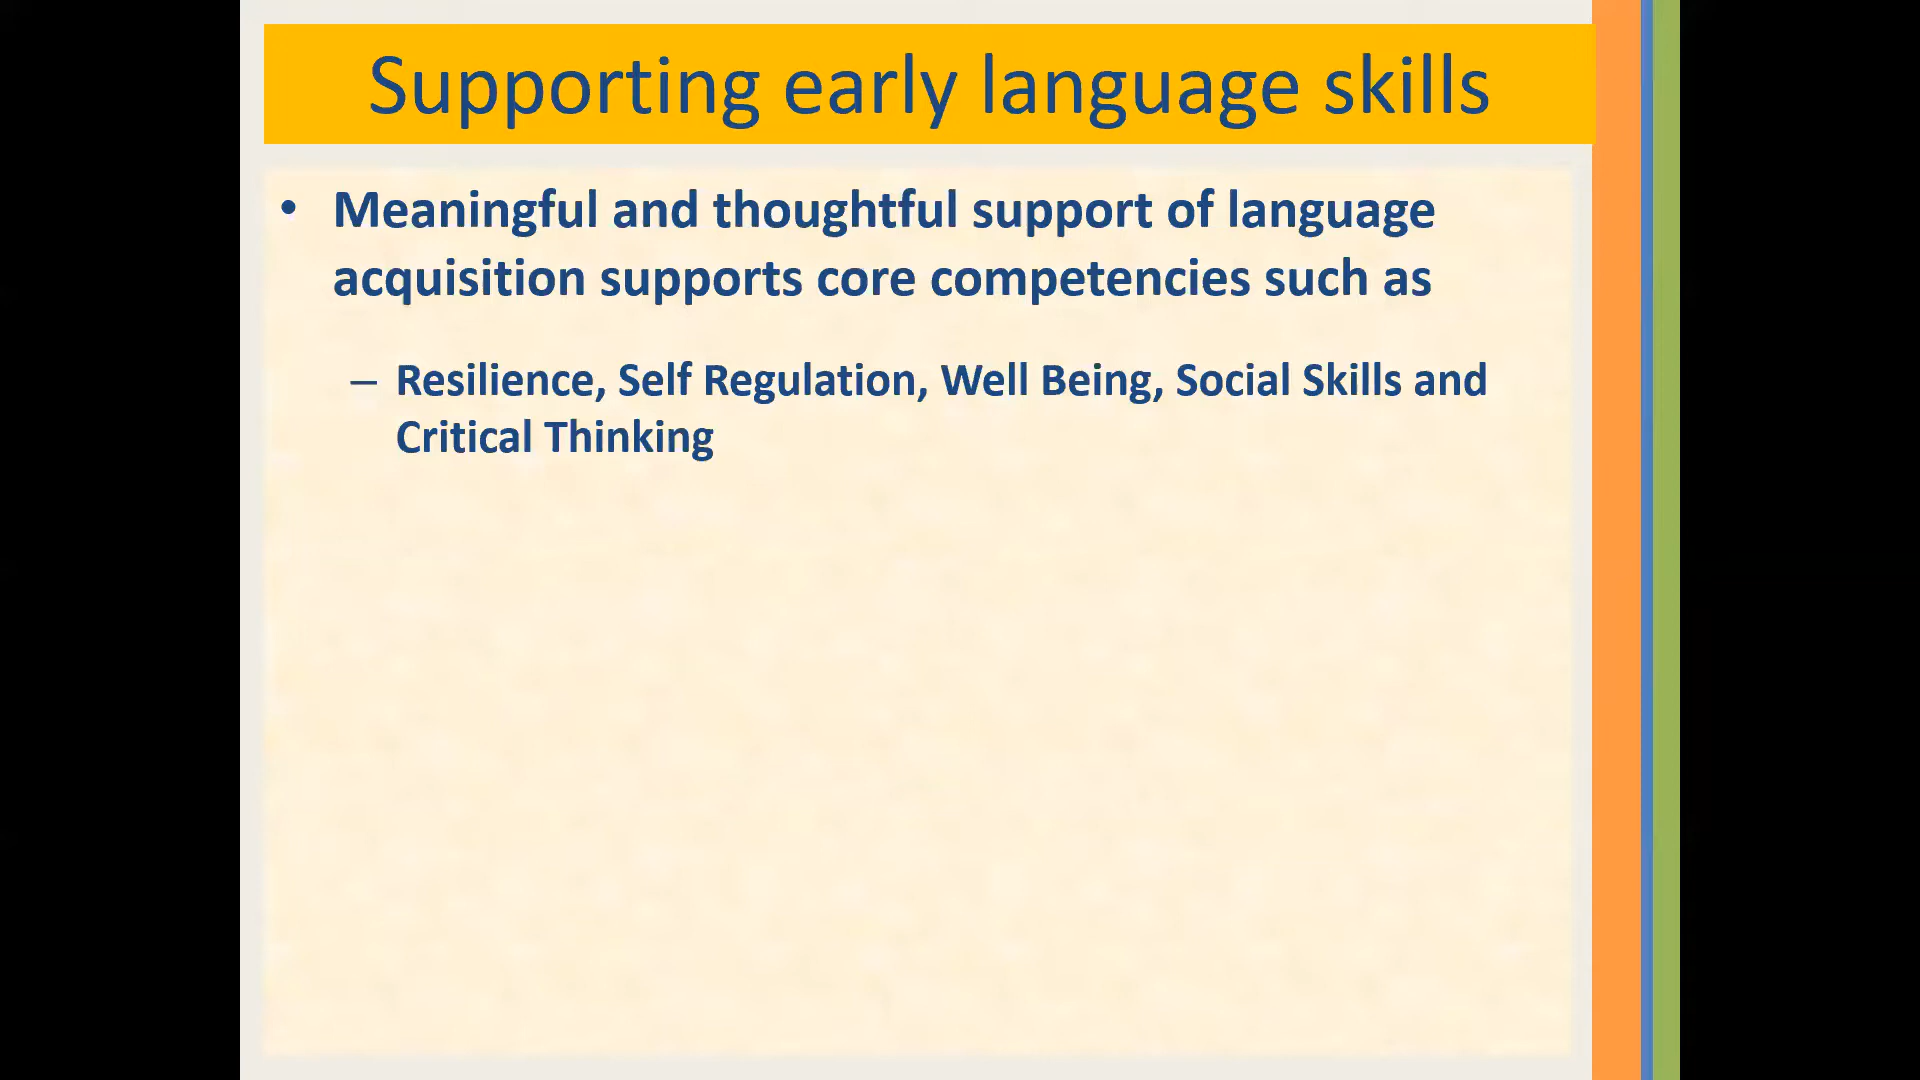 Supporting early language skills
• Meaningful and thoughtful support of language
acquisition supports core competencies such as
– Resilience, Self Regulation, Well Being, Social Skills and
Critical Thinking